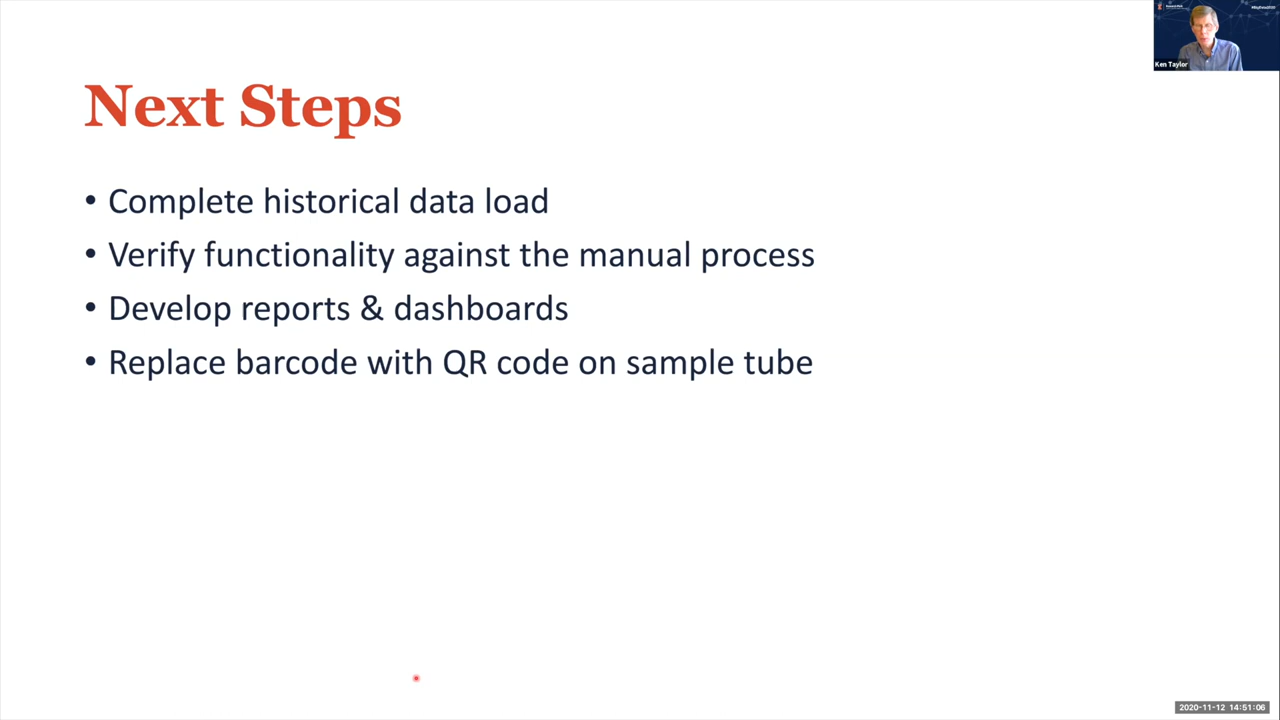 Next Steps
• Complete historical data load
• Verify functionality against the manual process
• Develop reports & dashboards
• Replace barcode with QR code on sample tube
Ken Taylor
2020-11-12 14:51:06